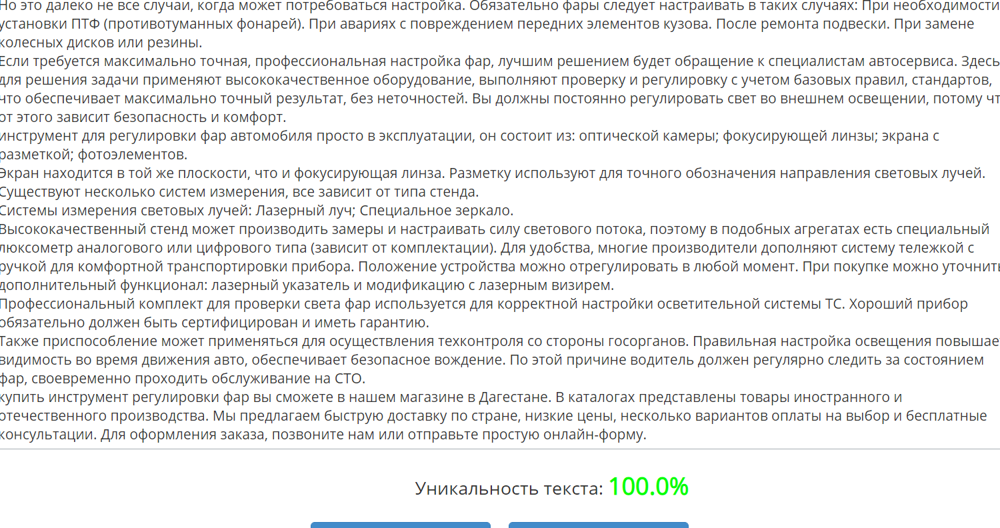 Но это далеко не все случаи, когда может потребоваться настройка. Обязательно фары следует настраивать в таких случаях: При необходимости
установки ПТФ (противотуманных фонарей). При авариях с повреждением передних элементов кузова. После ремонта подвески. При замене
колесных дисков или резины.
Если требуется максимально точная, профессиональная настройка фар, лучшим решением будет обращение к специалистам автосервиса. Здесь
для решения задачи применяют высококачественное оборудование, выполняют проверку и регулировку с учетом базовых правил, стандартов,
что обеспечивает максимально точный результат, без неточностей. Вы должны постоянно регулировать свет во внешнем освещении, потому чт
от этого зависит безопасность и комфорт.
инструмент для регулировки фар автомобиля просто в эксплуатации, он состоит из: оптической камеры; фокусирующей линзы; экрана с
разметкой; фотоэлементов.
Экран находится в той же плоскости, что и фокусирующая линза. Разметку используют для точного обозначения направления световых лучей.
Существуют несколько систем измерения, все зависит от типа стенда.
Системы измерения световых лучей: Лазерный луч; Специальное зеркало.
Высококачественный стенд может производить замеры и настраивать силу светового потока, поэтому в подобных агрегатах есть специальный
люксометр аналогового или цифрового типа (зависит от комплектации). Для удобства, многие производители дополняют систему тележкой с
ручкой для комфортной транспортировки прибора. Положение устройства можно отрегулировать в любой момент. При покупке можно уточнить
дополнительный функционал: лазерный указатель и модификацию с лазерным визирем.
Профессиональный комплект для проверки света фар используется для корректной настройки осветительной системы ТС. Хороший прибор
обязательно должен быть сертифицирован и иметь гарантию.
Также приспособление может применяться для осуществления техконтроля со стороны госорганов. Правильная настройка освещения повышае
видимость во время движения авто, обеспечивает безопасное вождение. По этой причине водитель должен регулярно следить за состоянием
фар, своевременно проходить обслуживание на СТО.
купить инструмент регулировки фар вы сможете в нашем магазине в Дагестане. В каталогах представлены товары иностранного и
отечественного производства. Мы предлагаем быструю доставку по стране, низкие цены, несколько вариантов оплаты на выбор и бесплатные
консультации. Для оформления заказа, позвоните нам или отправьте простую онлайн-форму.
Уникальность текста: 100.0%